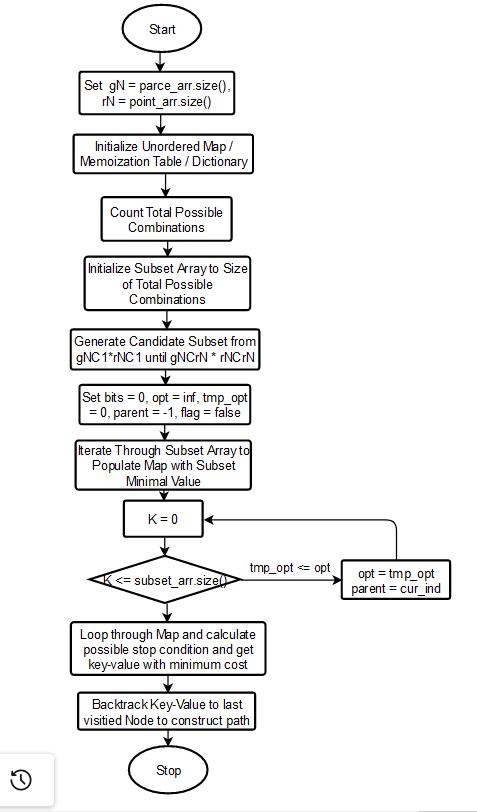 Start
Set gN = parce_arr.size(),
rN = point_arr.size()
Initialize Unordered Map /
Memoization Table / Dictionary
Count Total Possible
Combinations
Initialize Subset Array to Size
of Total Possible
Combinations
Generate Candidate Subset from
gNC1*rNC1 until gNCrN * rNCrN
Set bits = 0, opt = inf, tmp_opt
= 0, parent = -1, flag = false
Iterate Through Subset Array to
Populate Map with Subset
Minimal Value
K = 0
K <= subset_arr.size()
tmp_opt <= opt
opt = tmp_opt
parent = cur_ind
Loop through Map and calculate
possible stop condition and get
key-value with minimum cost
Backtrack Key-Value to last
visitied Node to construct path
Stop